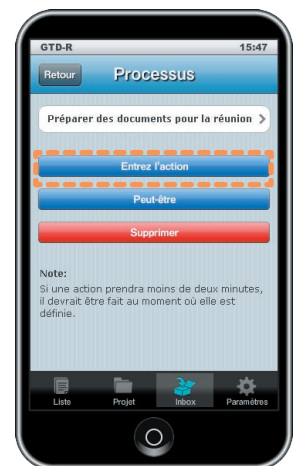 GTD-R 15:47
Retour Processus
Préparer des documents pour la réunion
Entrez l'action
Peut-être
Supprimer
Note:
Si une action prendra moins de deux minutes,
il devrait être fait au moment où elle est
définie.
Liste Projet Inbox Paramétres